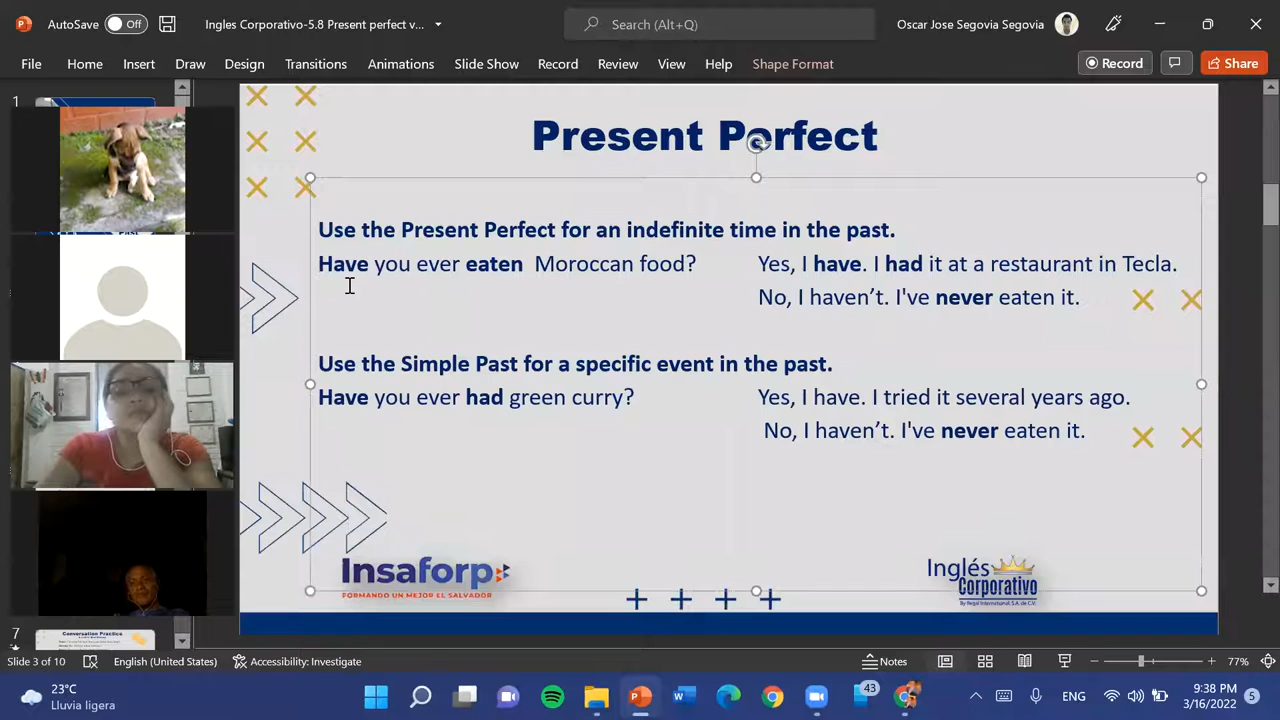 AutoSave Off Ingles Corporativo-5.8 Present perfect v... Search (Alt+Q) Oscar Jose Segovia Segovia
File Home Insert Draw Design Transitions Animations Slide Show Record Review View Help Shape Format Record Share
1
Present Perfect
Use the Present Perfect for an indefinite time in the past.
Have you ever eaten Moroccan food? Yes, I have. I had it at a restaurant in Tecla.
No, I haven't. I've never eaten it.
Use the Simple Past for a specific event in the past.
Have you ever had green curry? Yes, I have. I tried it several years ago.
No, I haven't. I've never eaten it.
Insaforp
FORMANDO UN MEJOR EL SALVADOR
Inglés
Corporativo
By Regal International S.A. de C.V.
7
Conversation Practice
Slide 3 of 10 English (United States) Accessibility: Investigate Notes 77%
23°C
Lluvia ligera
43
ENG
9:38 PM
3/16/2022
5